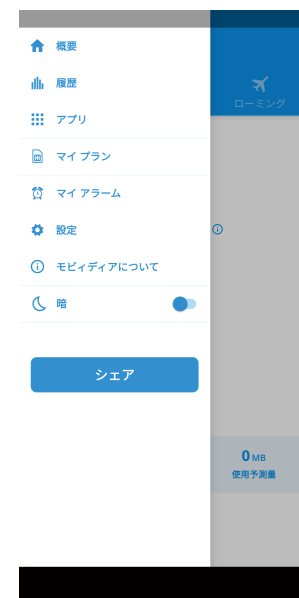 概要
履歴
アプリ
マイ プラン
マイ アラーム
設定
モビィディアについて
暗
シェア
ローミング
0 MB
使用予測量